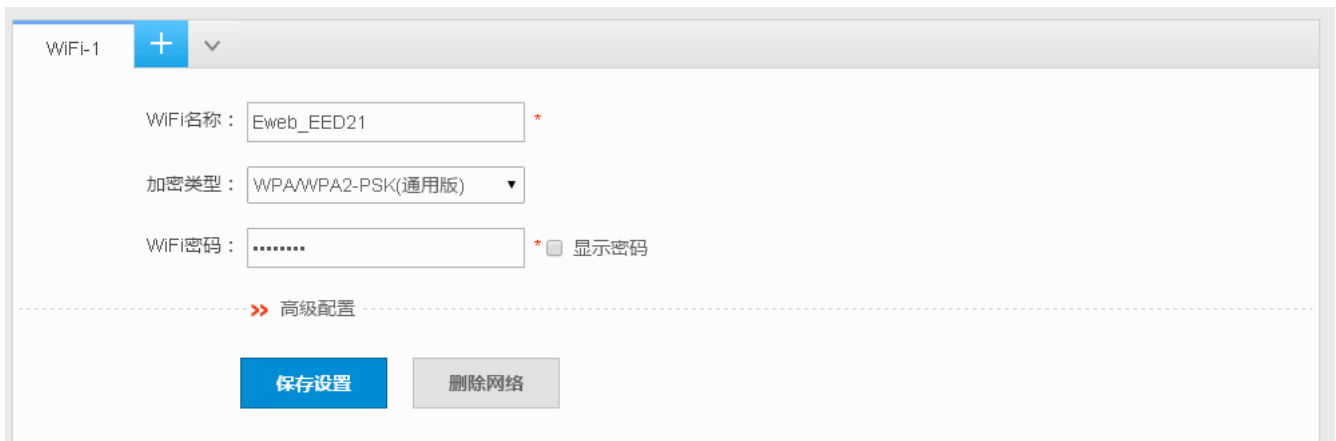 WiFi-1
WiFi名称： Eweb_EED21 *
加密类型： WPA/WPA2-PSK(通用版)
WiFi密码： •••••••• * 显示密码
高级配置
保存设置 删除网络